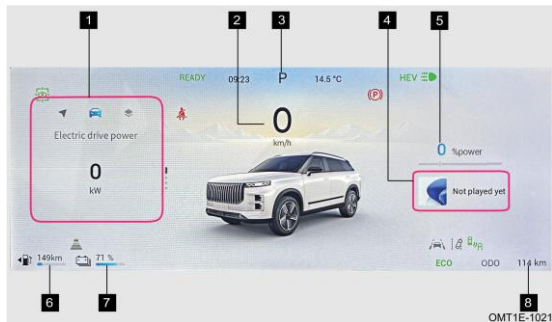 1
2
3
4
5
READY 09:23 P 14.5 °C HEV
Electric drive power
0
kW
0
km/h
(P)
0 %power
Not played yet
R
149km
71 %
ECO ODO 114 km
6
7
8
OMT1E-1021